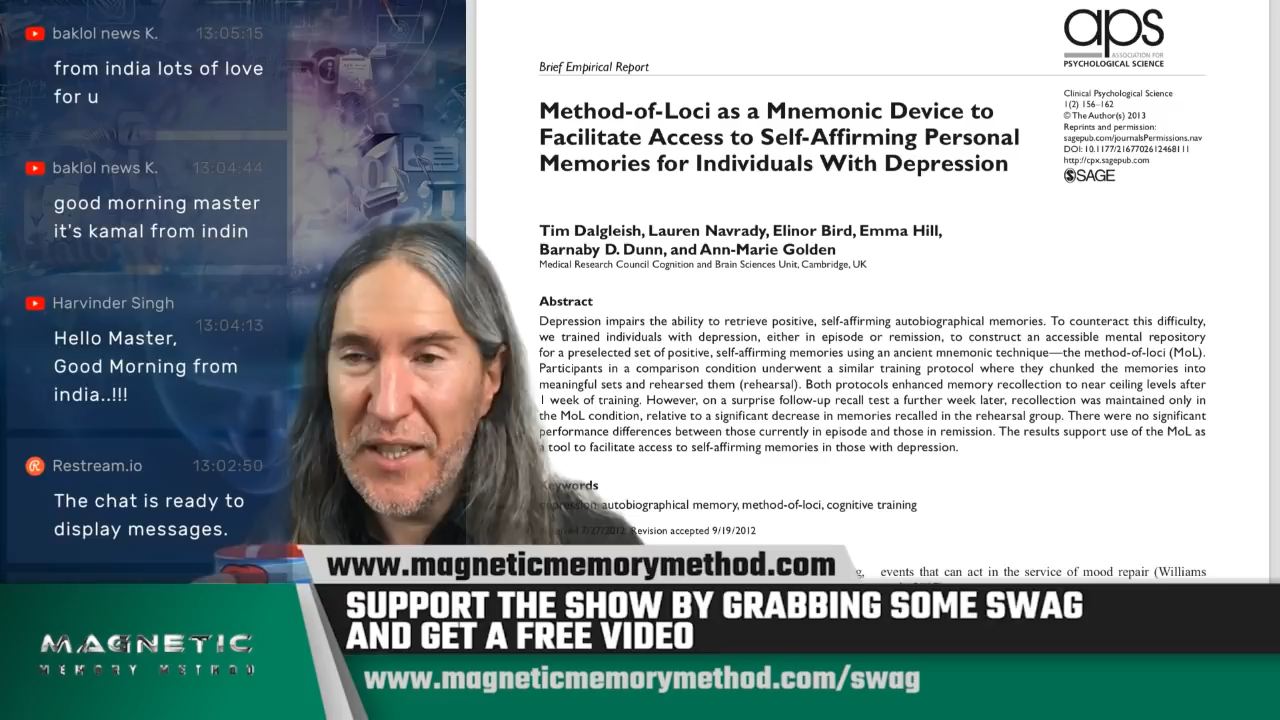 baklol news K. 13:05:15
from india lots of love
for u
baklol news K. 13:04:44
good morning master
it's kamal from indin
Harvinder Singh
13:04:13
Hello Master,
Good Morning from
india..!!!
Restream.io 13:02:50
The chat is ready to
display messages.
aps
ASSOCIATION FOR
PSYCHOLOGICAL SCIENCE
Brief Empirical Report
Method-of-Loci as a Mnemonic Device to
Facilitate Access to Self-Affirming Personal
Memories for Individuals With Depression
Clinical Psychological Science
1(2) 156–162
© The Author(s) 2013
Reprints and permission:
sagepub.com/journalsPermissions.nav
DOI: 10.1177/2167702612468111
http://cpx.sagepub.com
SAGE
Tim Dalgleish, Lauren Navrady, Elinor Bird, Emma Hill,
Barnaby D. Dunn, and Ann-Marie Golden
Medical Research Council Cognition and Brain Sciences Unit, Cambridge, UK
Abstract
Depression impairs the ability to retrieve positive, self-affirming autobiographical memories. To counteract this difficulty,
we trained individuals with depression, either in episode or remission, to construct an accessible mental repository
for a preselected set of positive, self-affirming memories using an ancient mnemonic technique—the method-of-loci (MoL).
Participants in a comparison condition underwent a similar training protocol where they chunked the memories into
meaningful sets and rehearsed them (rehearsal). Both protocols enhanced memory recollection to near ceiling levels after
1 week of training. However, on a surprise follow-up recall test a further week later, recollection was maintained only in
the MoL condition, relative to a significant decrease in memories recalled in the rehearsal group. There were no significant
performance differences between those currently in episode and those in remission. The results support use of the MoL as
a tool to facilitate access to self-affirming memories in those with depression.
Keywords
depression, autobiographical memory, method-of-loci, cognitive training
Received 7/27/2012; Revision accepted 9/19/2012
events that can act in the service of mood repair (Williams
www.magneticmemorymethod.com
SUPPORT THE SHOW BY GRABBING SOME SWAG
AND GET A FREE VIDEO
MAGNETIC
MEMORY METHOD
www.magneticmemorymethod.com/swag